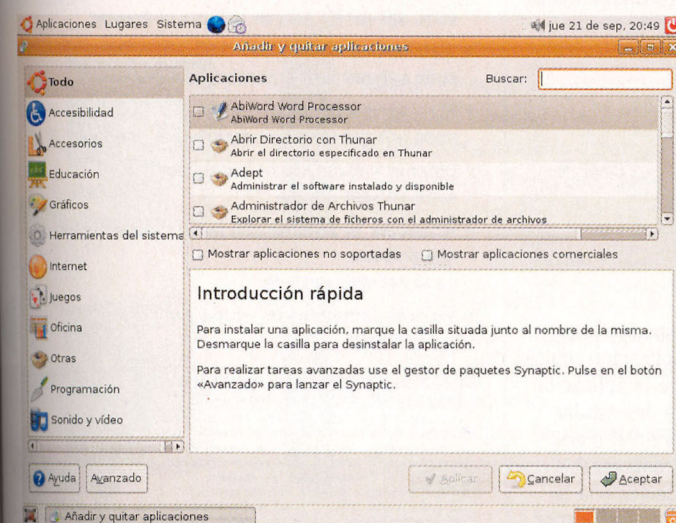 Aplicaciones Lugares Sistema
jue 21 de sep, 20:49
Añadir y quitar aplicaciones
Todo
Accesibilidad
Accesorios
Educación
Gráficos
Herramientas del sistema
Internet
Juegos
Oficina
Otras
Programación
Sonido y vídeo
Aplicaciones
Buscar:
AbiWord Word Processor
AbiWord Word Processor
Abrir Directorio con Thunar
Abrir el directorio especificado en Thunar
Adept
Administrar el software instalado y disponible
Administrador de Archivos Thunar
Explorar el sistema de ficheros con el administrador de archivos
Mostrar aplicaciones no soportadas
Mostrar aplicaciones comerciales
Introducción rápida
Para instalar una aplicación, marque la casilla situada junto al nombre de la misma.
Desmarque la casilla para desinstalar la aplicación.
Para realizar tareas avanzadas use el gestor de paquetes Synaptic. Pulse en el botón
«Avanzado» para lanzar el Synaptic.
Ayuda
Avanzado
Aplicar
Cancelar
Aceptar
Añadir y quitar aplicaciones